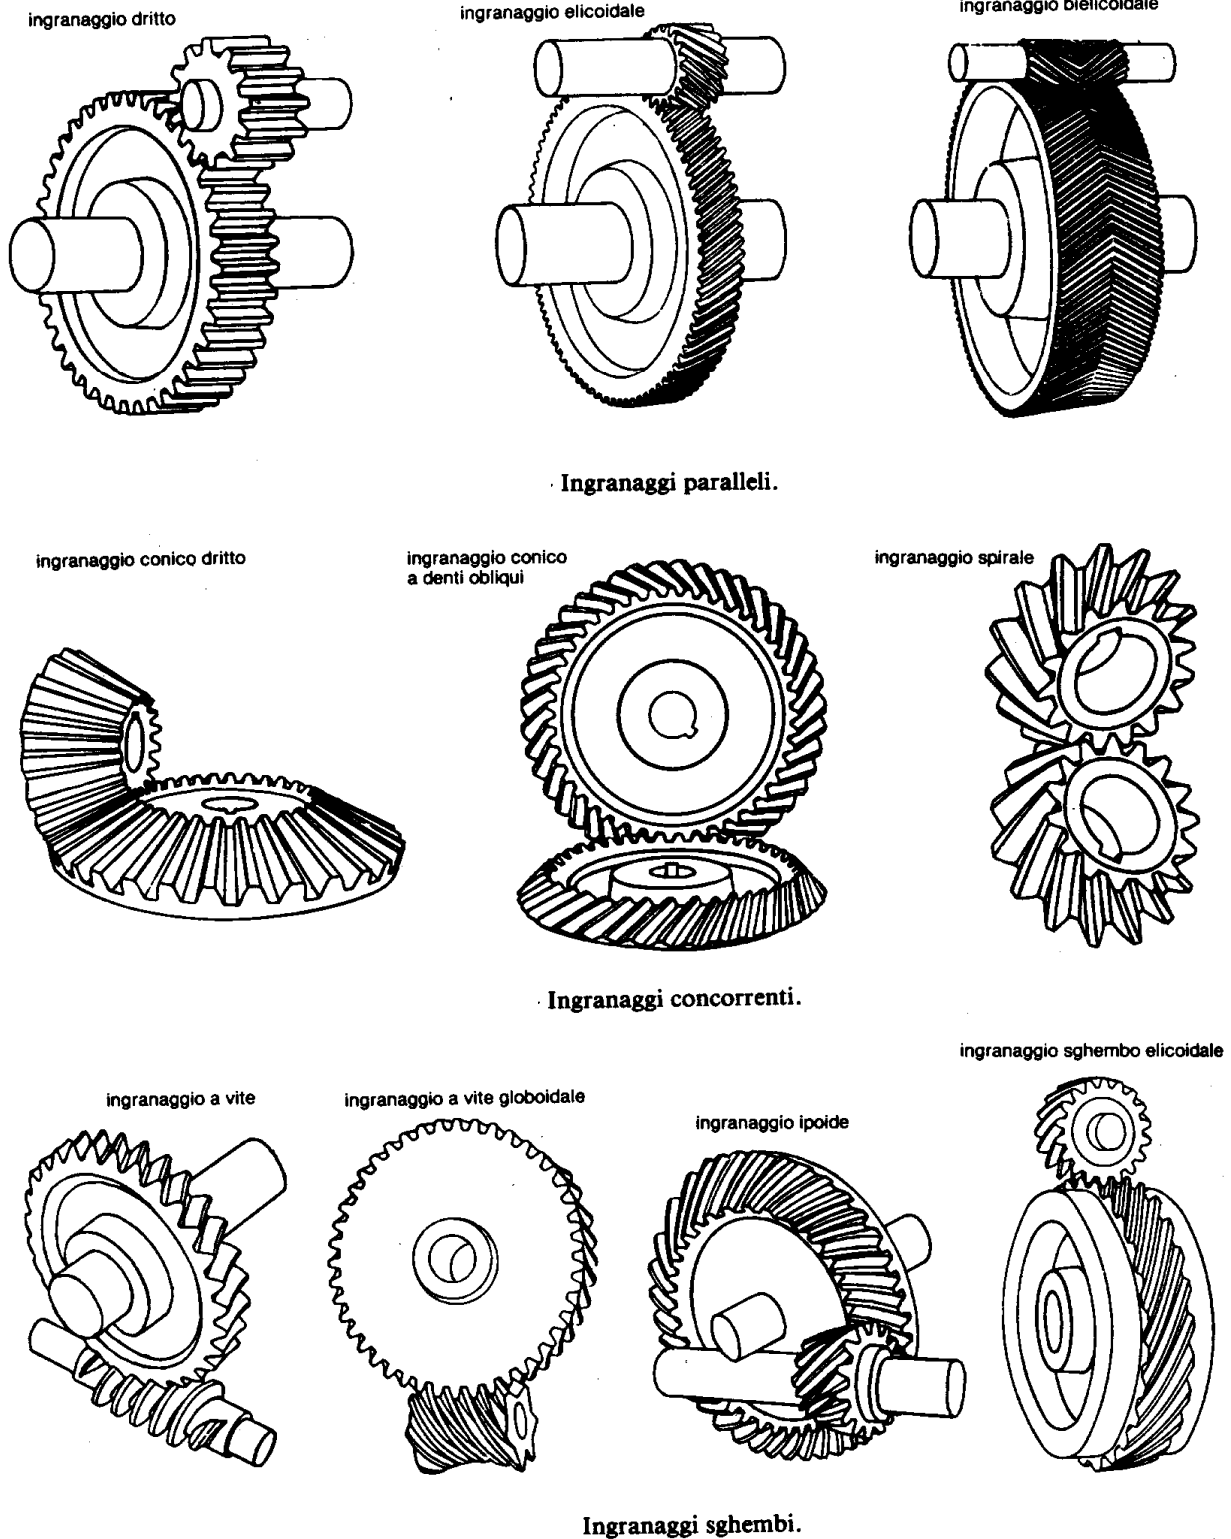 ingranaggio dritto
ingranaggio elicoidale
ingranaggio bielicoidale
Ingranaggi paralleli.
ingranaggio conico dritto
ingranaggio conico
a denti obliqui
ingranaggio spirale
Ingranaggi concorrenti.
ingranaggio sghembo elicoidale
ingranaggio a vite
ingranaggio a vite globoidale
ingranaggio ipoide
Ingranaggi sghembi.